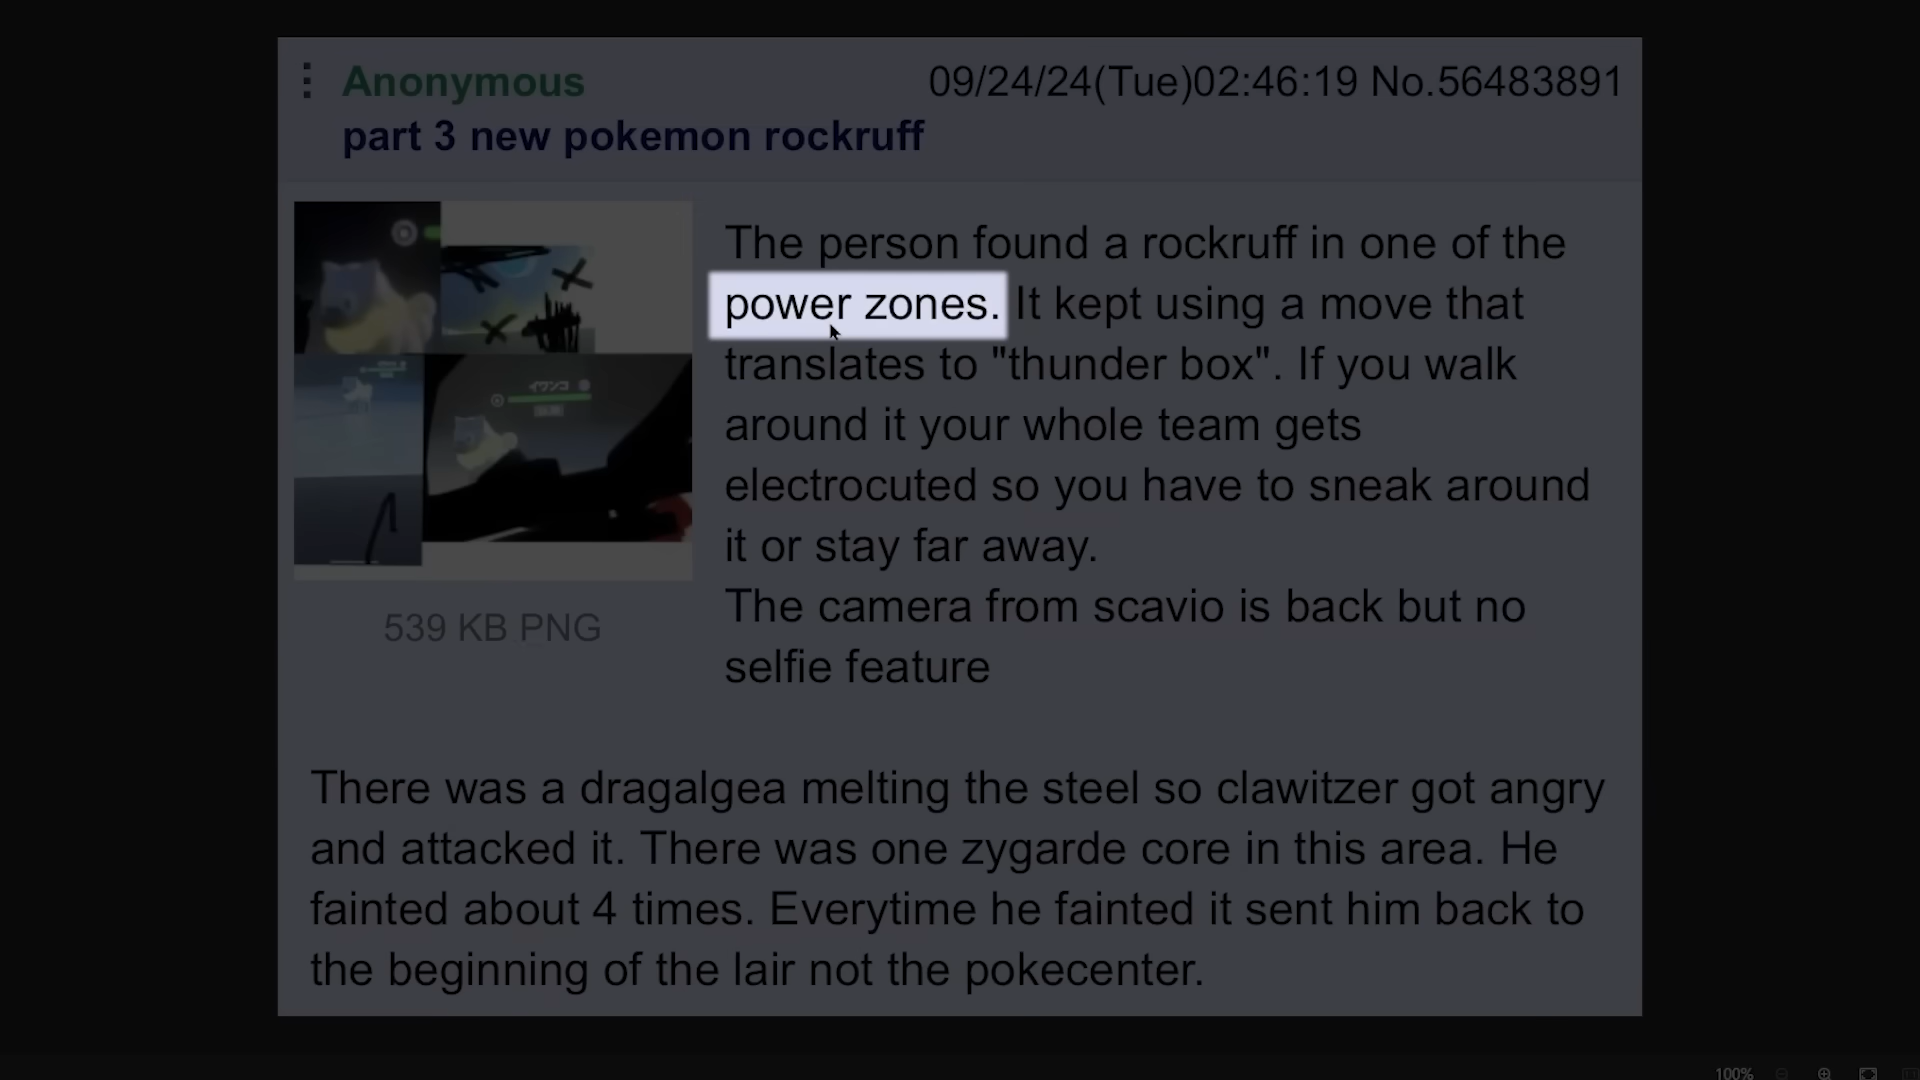 Anonymous 09/24/24(Tue)02:46:19 No.56483891
part 3 new pokemon rockruff
The person found a rockruff in one of the
power zones. It kept using a move that
translates to "thunder box". If you walk
around it your whole team gets
electrocuted so you have to sneak around
it or stay far away.
The camera from scavio is back but no
selfie feature
イワンコ
539 KB PNG
There was a dragalgea melting the steel so clawitzer got angry
and attacked it. There was one zygarde core in this area. He
fainted about 4 times. Everytime he fainted it sent him back to
the beginning of the lair not the pokecenter.
100%